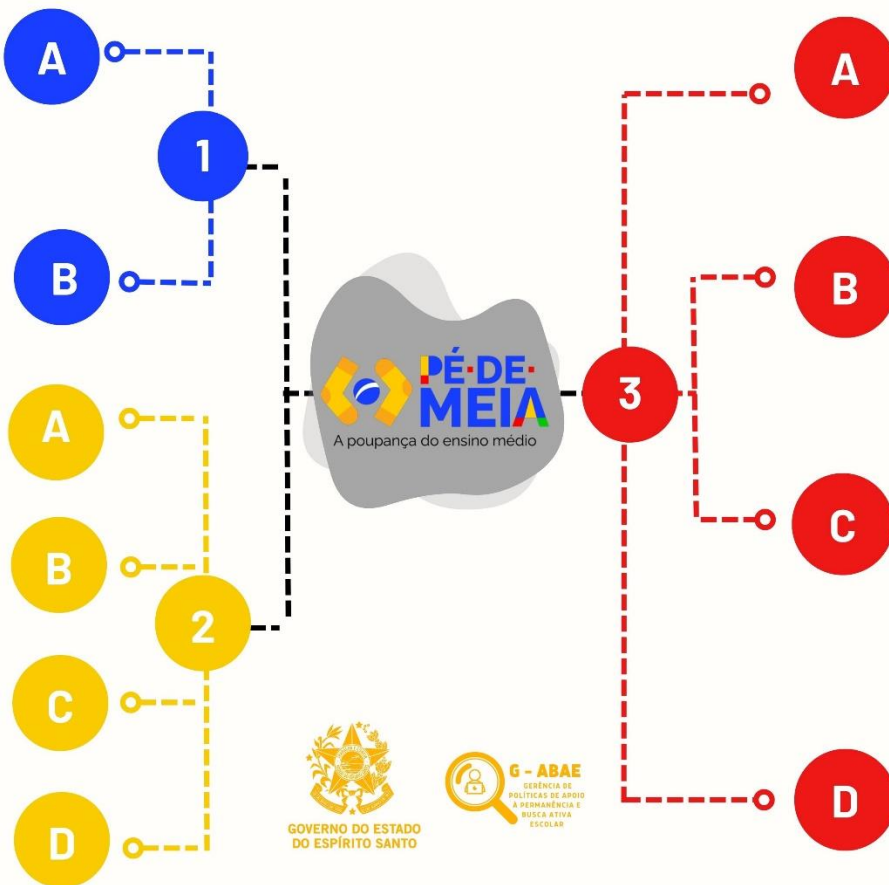 A
1
B
A
B
2
C
D
PÉ·DE·
MEIA
A poupança do ensino médio
3
A
B
C
D
GOVERNO DO ESTADO
DO ESPÍRITO SANTO
G - ABAE
GERÊNCIA DE
POLÍTICAS DE APOIO
À PERMANÊNCIA E
BUSCA ATIVA
ESCOLAR